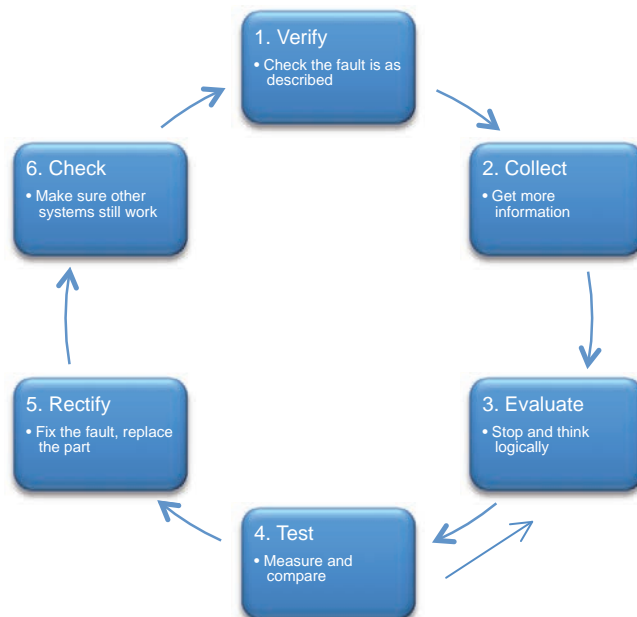 1. Verify
• Check the fault is as
described
2. Collect
• Get more
information
3. Evaluate
• Stop and think
logically
4. Test
• Measure and
compare
5. Rectify
• Fix the fault, replace
the part
6. Check
• Make sure other
systems still work